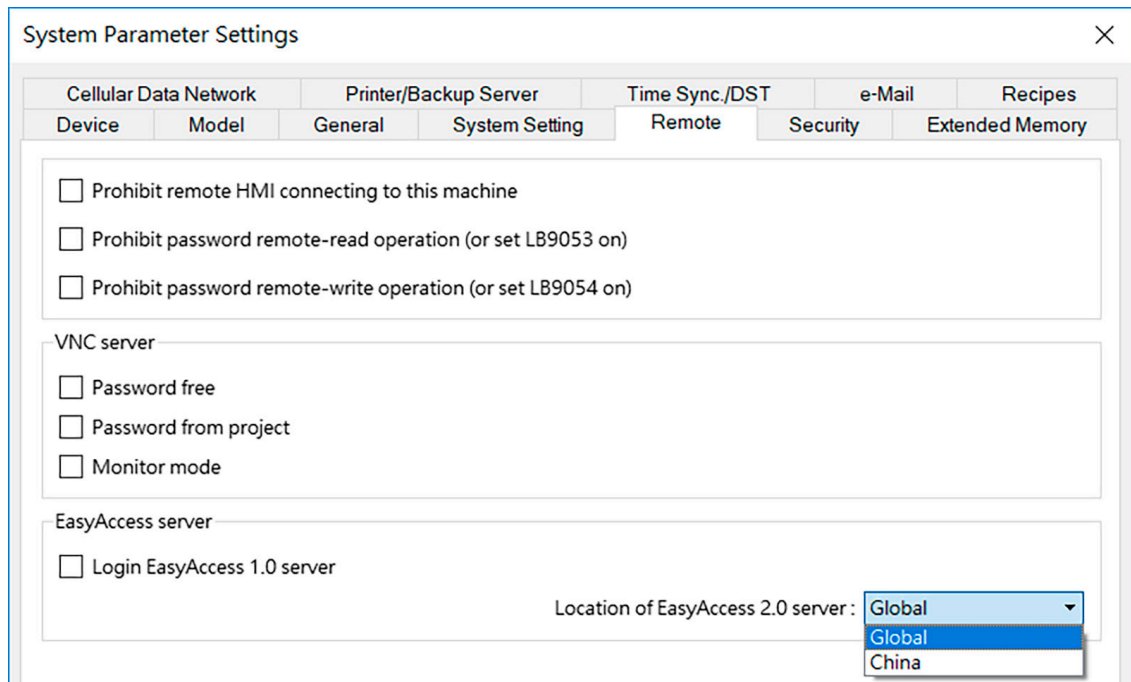 System Parameter Settings
Cellular Data Network Printer/Backup Server Time Sync./DST e-Mail Recipes
Device Model General System Setting Remote Security Extended Memory
Prohibit remote HMI connecting to this machine
Prohibit password remote-read operation (or set LB9053 on)
Prohibit password remote-write operation (or set LB9054 on)
VNC server
Password free
Password from project
Monitor mode
EasyAccess server
Login EasyAccess 1.0 server
Location of EasyAccess 2.0 server : Global
Global
China